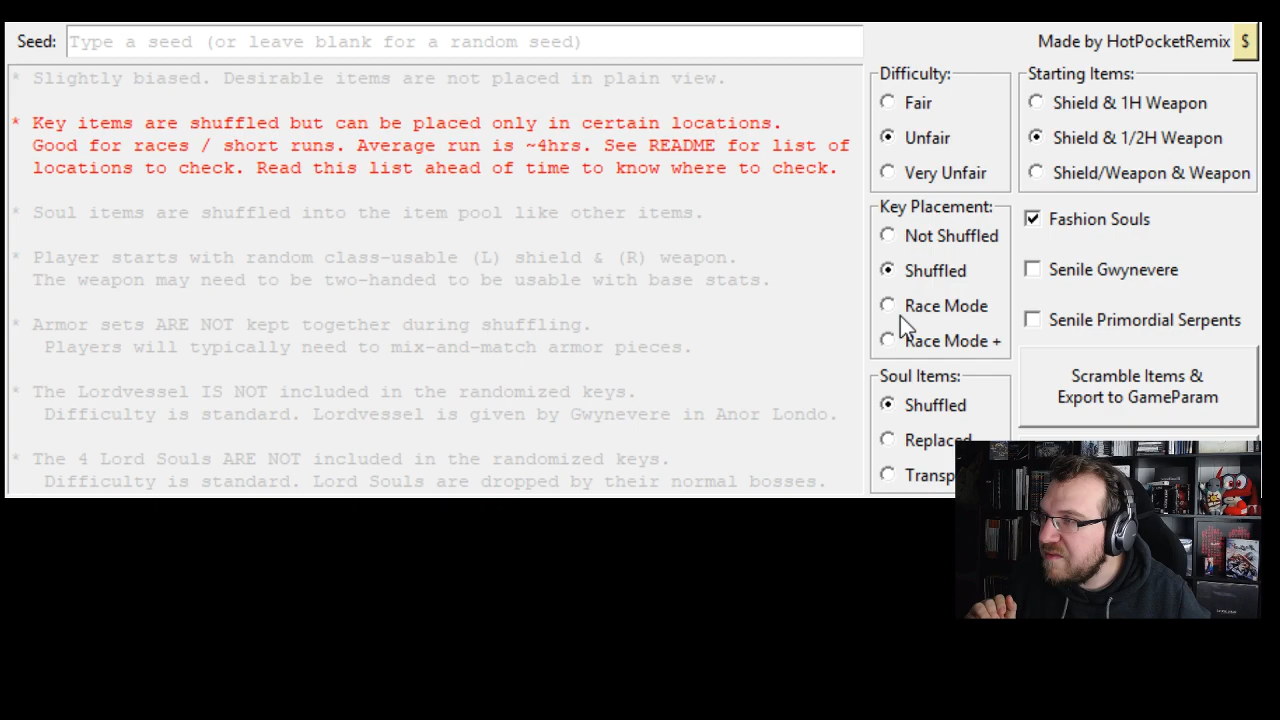 Seed:
Type a seed (or leave blank for a random seed)
Made by HotPocketRemix
$
* Slightly biased. Desirable items are not placed in plain view.
* Key items are shuffled but can be placed only in certain locations.
Good for races / short runs. Average run is ~4hrs. See README for list of
locations to check. Read this list ahead of time to know where to check.
* Soul items are shuffled into the item pool like other items.
* Player starts with random class-usable (L) shield & (R) weapon.
The weapon may need to be two-handed to be usable with base stats.
* Armor sets ARE NOT kept together during shuffling.
Players will typically need to mix-and-match armor pieces.
* The Lordvessel IS NOT included in the randomized keys.
Difficulty is standard. Lordvessel is given by Gwynevere in Anor Londo.
* The 4 Lord Souls ARE NOT included in the randomized keys.
Difficulty is standard. Lord Souls are dropped by their normal bosses.
Difficulty:
Fair
Unfair
Very Unfair
Key Placement:
Not Shuffled
Shuffled
Race Mode
Race Mode +
Soul Items:
Shuffled
Replaced
Transp
Starting Items:
Shield & 1H Weapon
Shield & 1/2H Weapon
Shield/Weapon & Weapon
Fashion Souls
Senile Gwynevere
Senile Primordial Serpents
Scramble Items &
Export to GameParam